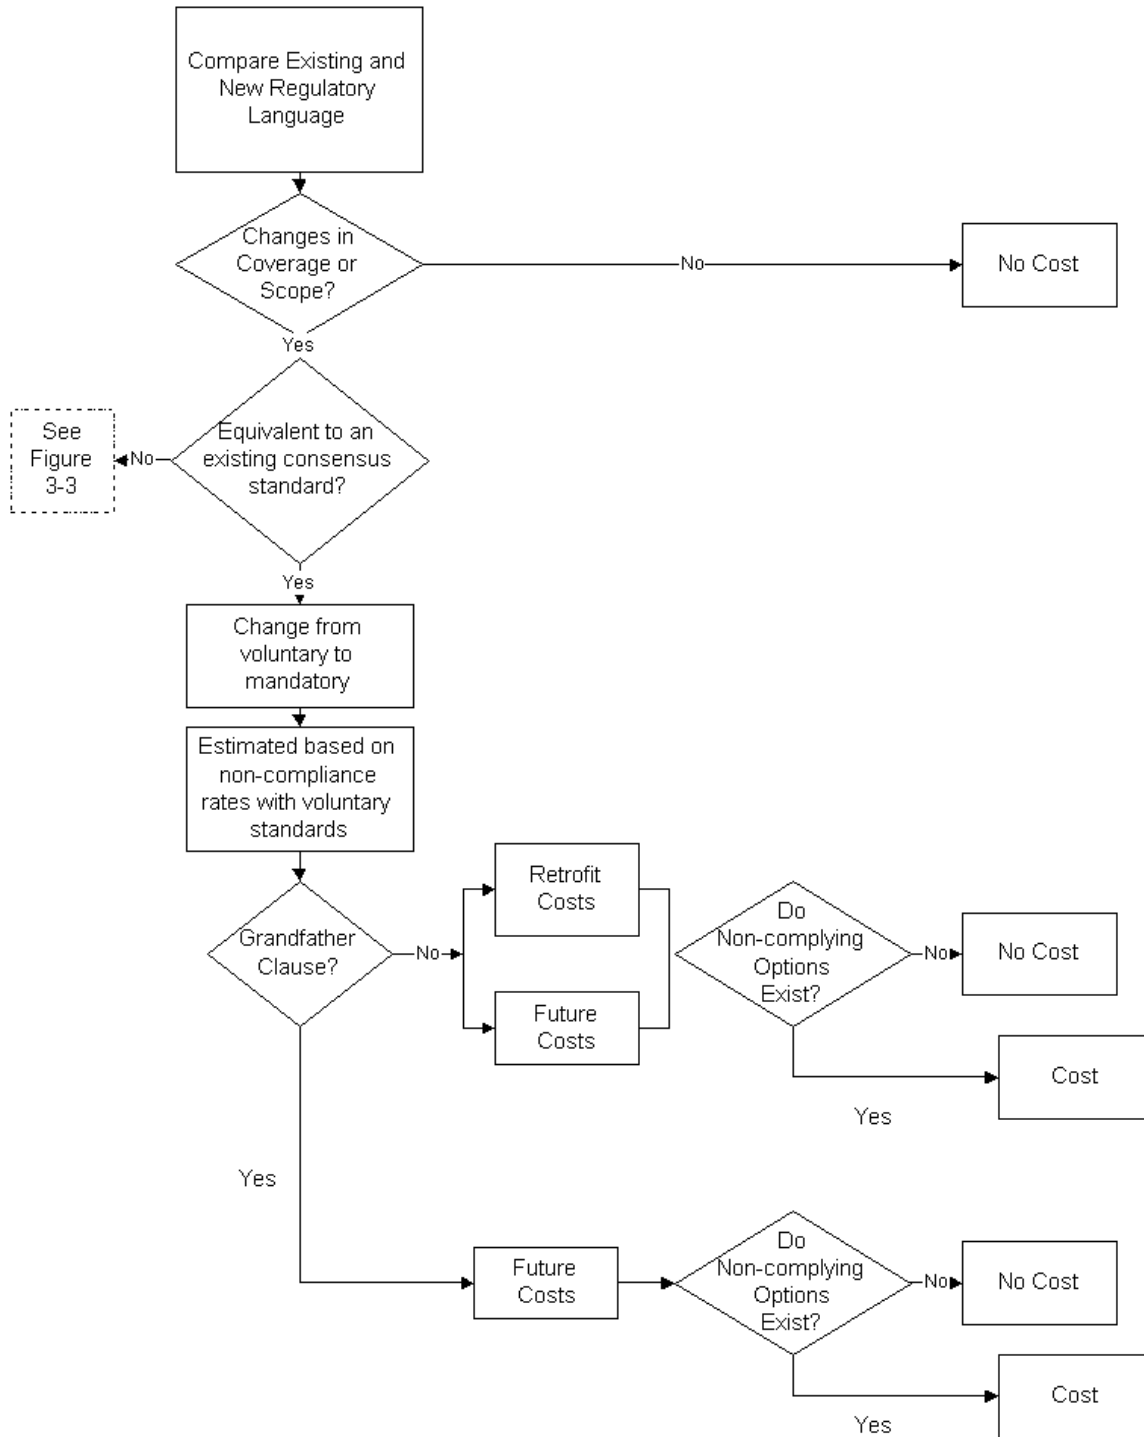 Compare Existing and
New Regulatory
Language
Changes in
Coverage or
Scope?
No
No Cost
Yes
See
Figure
3-3
No
Equivalent to an
existing consensus
standard?
Yes
Change from
voluntary to
mandatory
Estimated based on
non-compliance
rates with voluntary
standards
Grandfather
Clause?
No
Retrofit
Costs
Future
Costs
Do
Non-complying
Options
Exist?
No
No Cost
Cost
Yes
Yes
Future
Costs
Do
Non-complying
Options
Exist?
No
No Cost
Cost
Yes